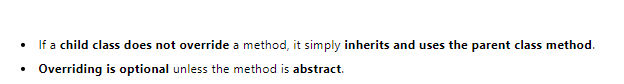 • If a child class does not override a method, it simply inherits and uses the parent class method.
• Overriding is optional unless the method is abstract.